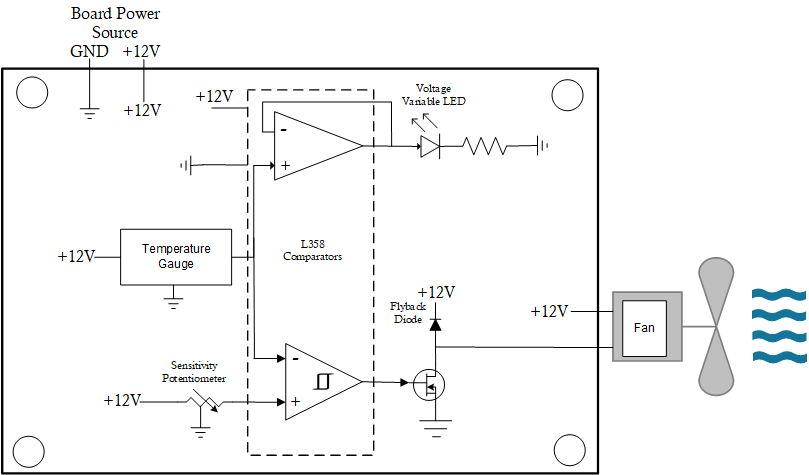 Board Power
Source
GND +12V
+12V
+12V
Voltage
Variable LED
-
+
+12V
Temperature
Gauge
L358
Comparators
+12V
Flyback
Diode
+12V
Fan
Sensitivity
Potentiometer
+12V
-
+